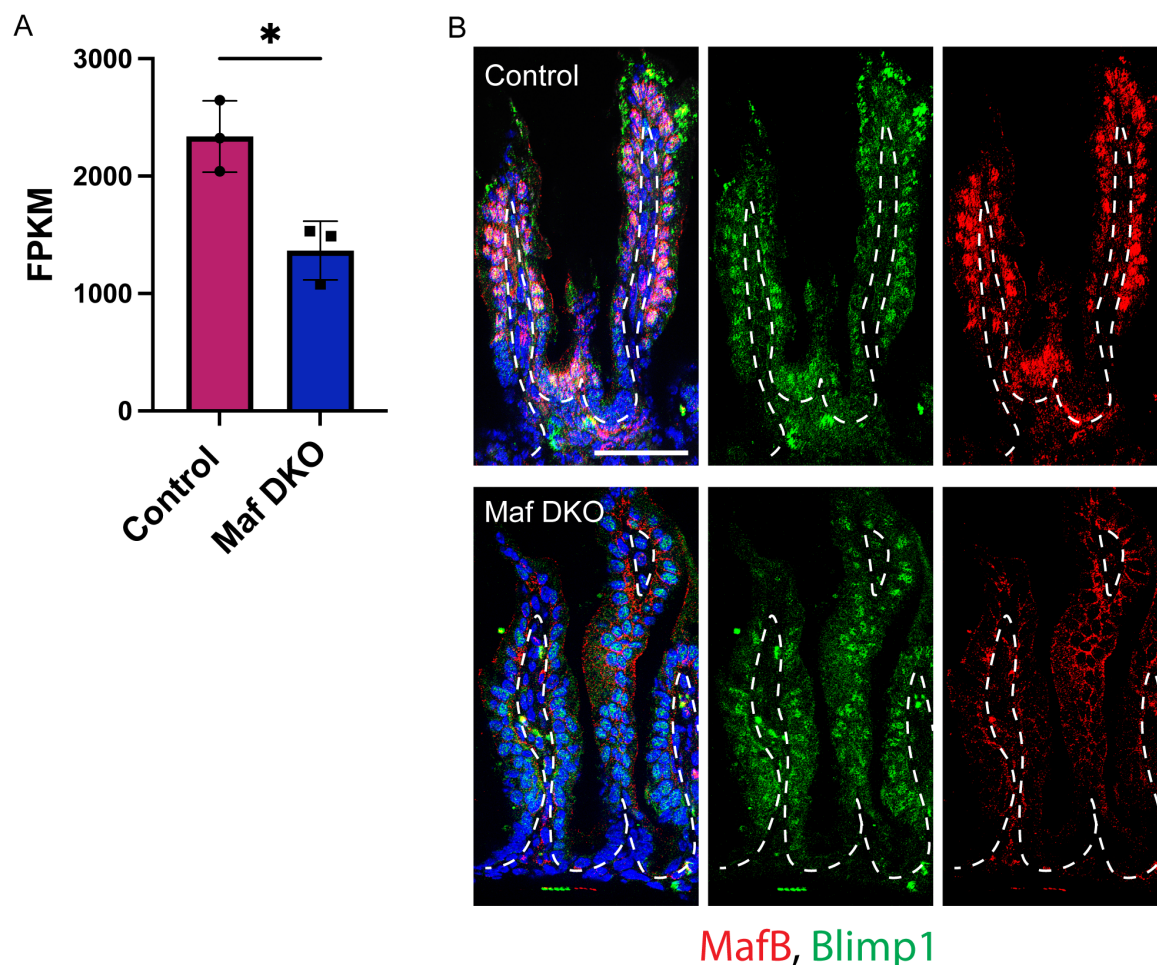 A
*
3000
2000
1000
0
FPKM
Control
Maf DKO
B
Control
Maf DKO
MafB, Blimp1